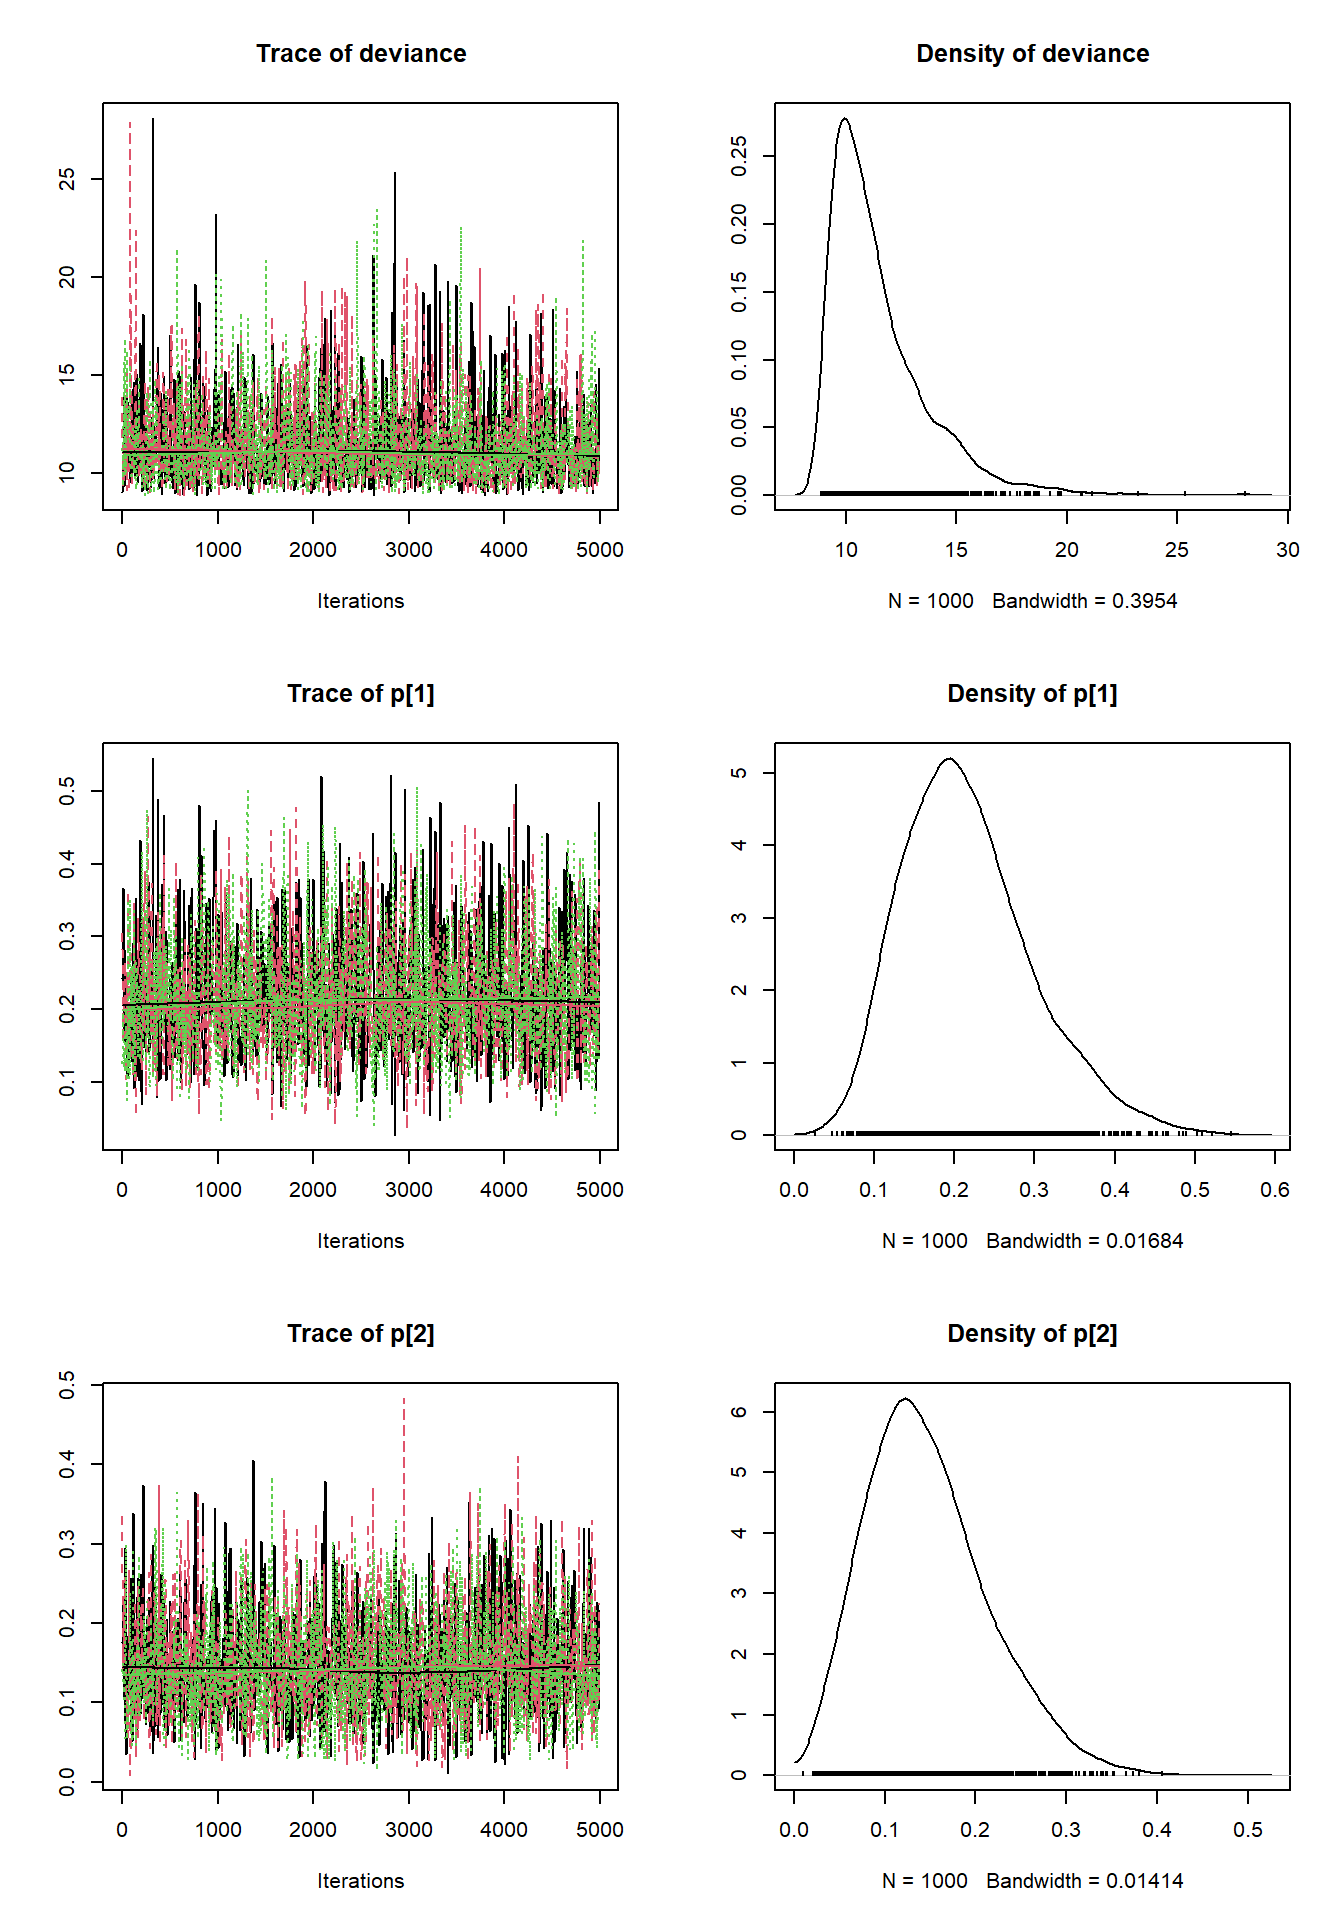 Trace of deviance
Density of deviance
25
20
15
10
0 1000 2000 3000 4000 5000
Iterations
0.25
0.20
0.15
0.10
0.05
0.00
10 15 20 25 30
N = 1000 Bandwidth = 0.3954
Trace of p[1]
Density of p[1]
0.5
0.4
0.3
0.2
0.1
0 1000 2000 3000 4000 5000
Iterations
5
4
3
2
1
0
0.0 0.1 0.2 0.3 0.4 0.5 0.6
N = 1000 Bandwidth = 0.01684
Trace of p[2]
Density of p[2]
0.5
0.4
0.3
0.2
0.1
0.0
0 1000 2000 3000 4000 5000
Iterations
6
5
4
3
2
1
0
0.0 0.1 0.2 0.3 0.4 0.5
N = 1000 Bandwidth = 0.01414